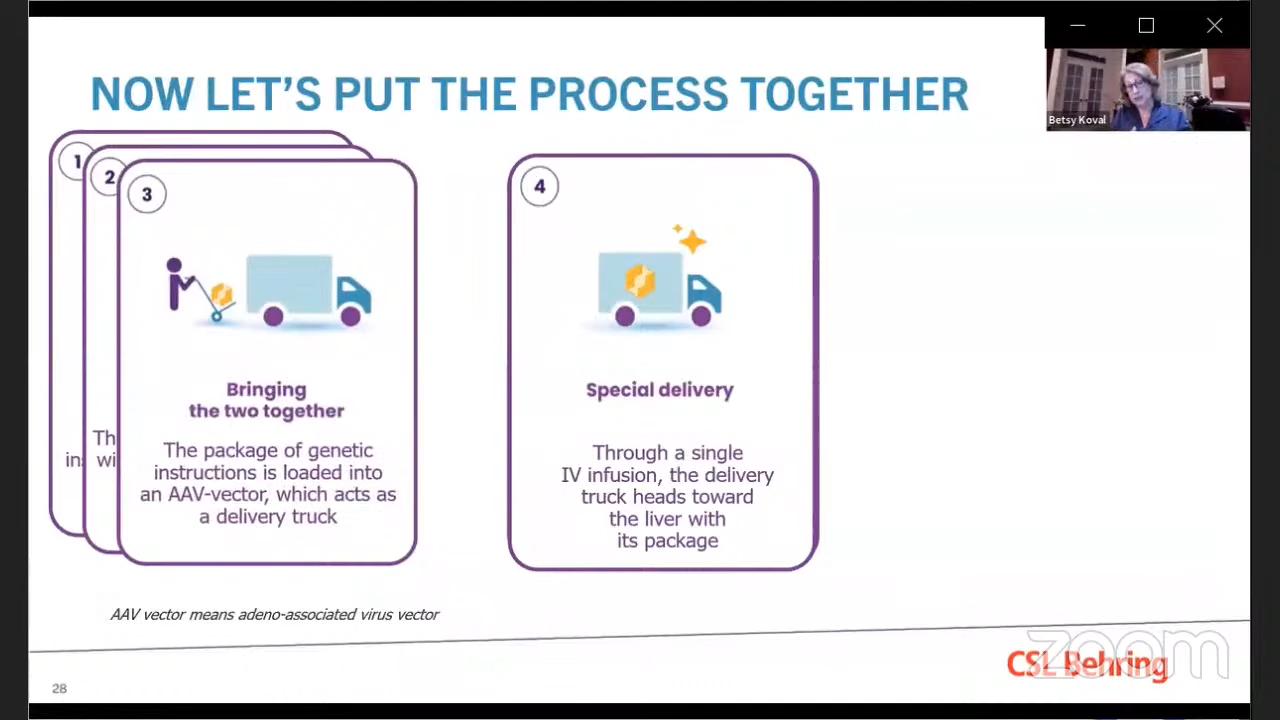 NOW LET'S PUT THE PROCESS TOGETHER
Betsy Koval
1
2
3
Bringing
the two together
The package of genetic
instructions is loaded into
an AAV-vector, which acts as
a delivery truck
4
Special delivery
Through a single
IV infusion, the delivery
truck heads toward
the liver with
its package
AAV vector means adeno-associated virus vector
CSL Behring
zoom
28